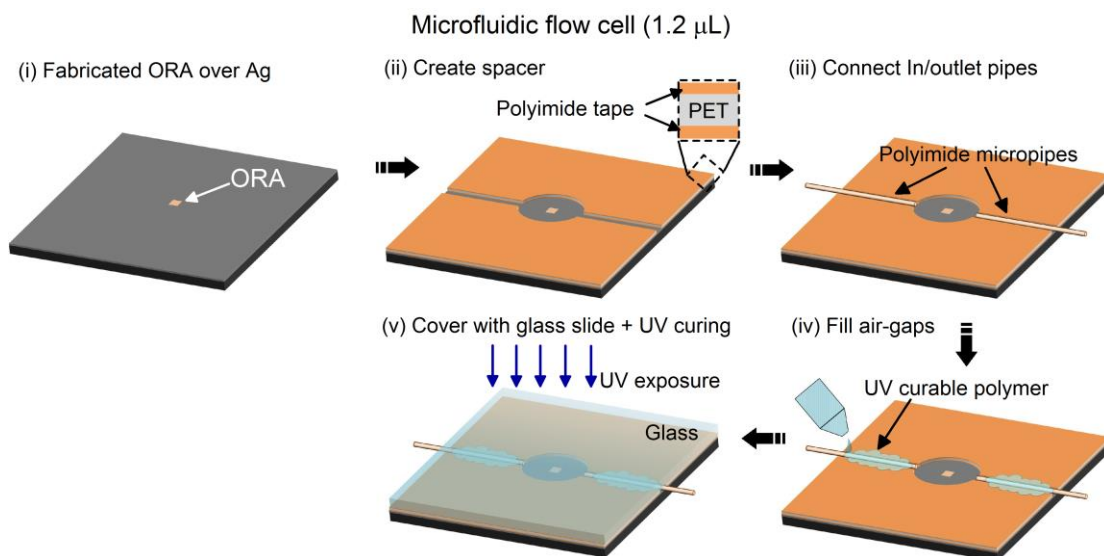 Microfluidic flow cell (1.2 μL)
(i) Fabricated ORA over Ag
ORA
(ii) Create spacer
Polyimide tape
PET
(iii) Connect In/outlet pipes
Polyimide micropipes
(iv) Fill air-gaps
UV curable polymer
(v) Cover with glass slide + UV curing
UV exposure
Glass